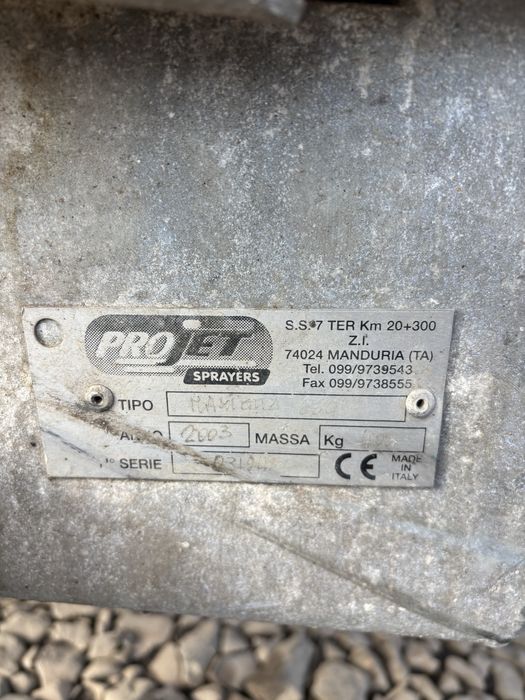 PROJET
SPRAYERS
S.S. 7 TER Km 20+300
Z.I.
74024 MANDURIA (TA)
Tel. 099/9739543
Fax 099/9738555
TIPO
ANNO 2003 MASSA Kg
N° SERIE
CE MADE
IN
ITALY